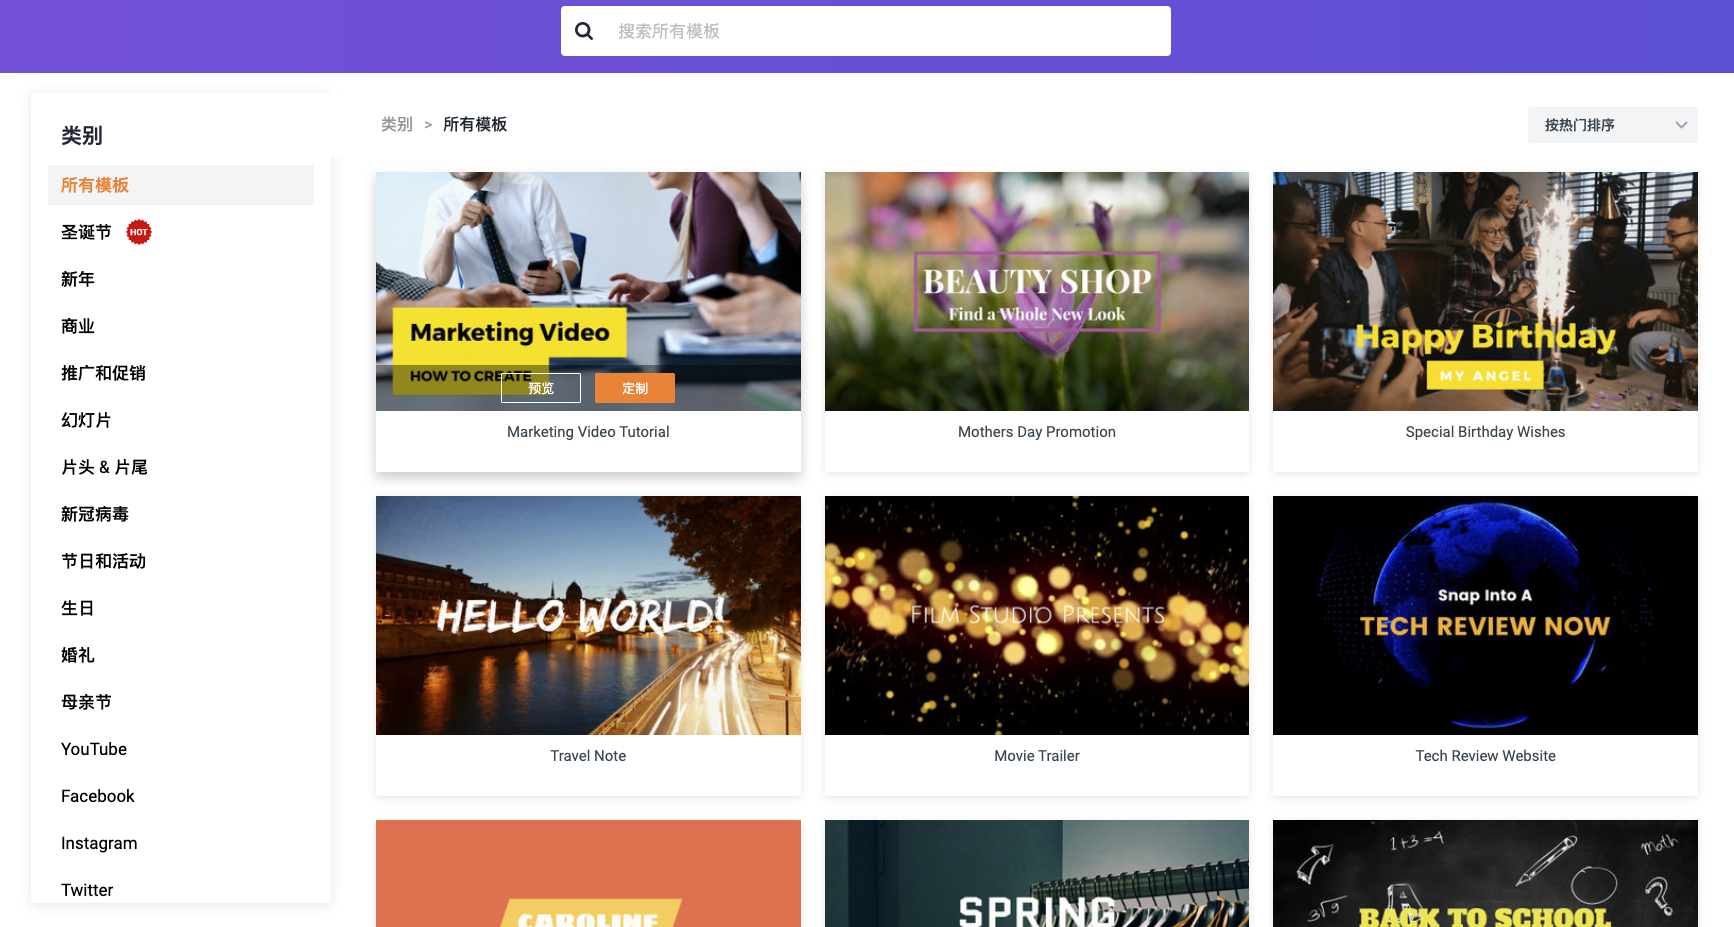 搜索所有模板
类别
所有模板
圣诞节 HOT
新年
商业
推广和促销
幻灯片
片头 & 片尾
新冠病毒
节日和活动
生日
婚礼
母亲节
YouTube
Facebook
Instagram
Twitter
类别 > 所有模板
按热门排序
Marketing Video
HOW TO CREATE
预览
定制
Marketing Video Tutorial
BEAUTY SHOP
Find a Whole New Look
Mothers Day Promotion
Happy Birthday
MY ANGEL
Special Birthday Wishes
HELLO WORLD!
Travel Note
FILM STUDIO PRESENTS
Movie Trailer
Snap Into A
TECH REVIEW NOW
Tech Review Website
CAROLINE
SPRING
1+3=4
math
3√9
BACK TO SCHOOL